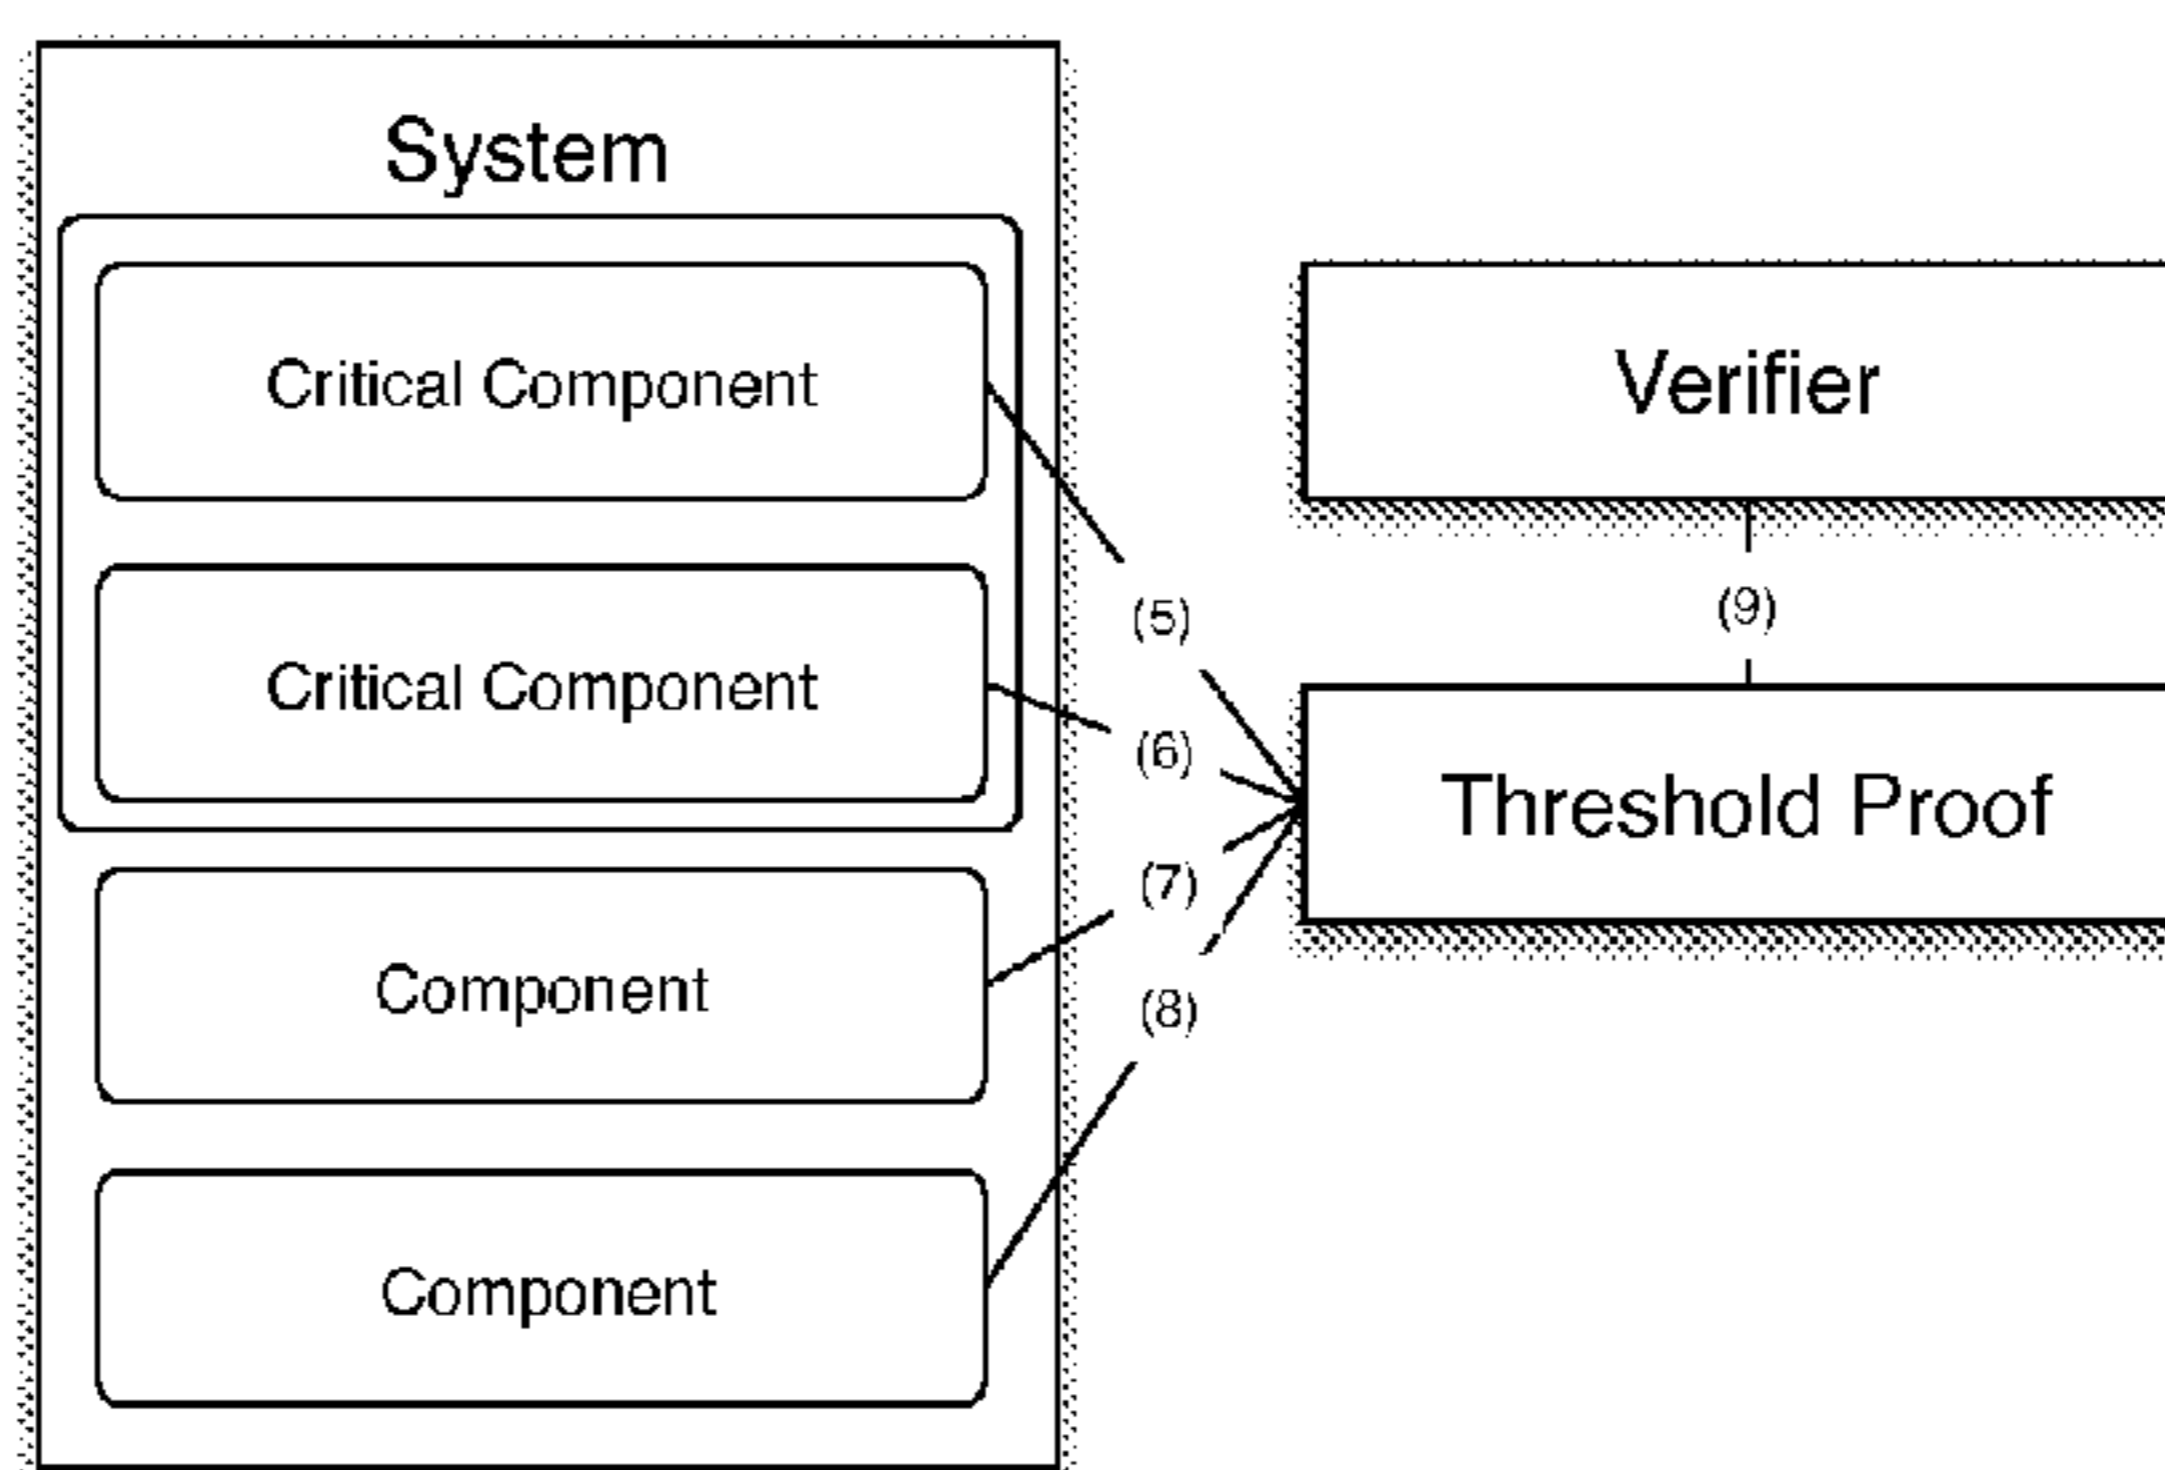 System
Critical Component
Critical Component
Component
Component
(5)
(6)
(7)
(8)
Verifier
(9)
Threshold Proof